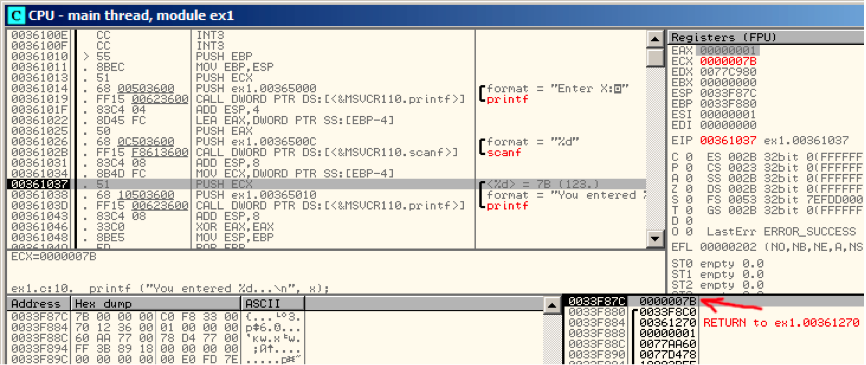 CPU - main thread, module ex1
0036100E CC INT3
0036100F CC INT3
00361010 > 55 PUSH EBP
00361011 . 8BEC MOV EBP,ESP
00361013 . 51 PUSH ECX
00361014 . 68 00503600 PUSH ex1.00365000 format = "Enter X:
00361019 . FF15 00623600 CALL DWORD PTR DS:[<&MSVCR110.printf>] printf
0036101F . 83C4 04 ADD ESP,4
00361022 . 8D45 FC LEA EAX,DWORD PTR SS:[EBP-4]
00361025 . 50 PUSH EAX
00361026 . 68 0C503600 PUSH ex1.0036500C format = "%d"
0036102B . FF15 F8613600 CALL DWORD PTR DS:[<&MSVCR110.scanf>] scanf
00361031 . 83C4 08 ADD ESP,8
00361034 . 8B4D FC MOV ECX,DWORD PTR SS:[EBP-4]
00361037 . 51 PUSH ECX <%d> = 7B (123.)
00361038 . 68 10503600 PUSH ex1.00365010 format = "You entered
0036103D . FF15 00623600 CALL DWORD PTR DS:[<&MSVCR110.printf>] printf
00361043 . 83C4 08 ADD ESP,8
00361046 . 33C0 XOR EAX,EAX
00361048 . 8BE5 MOV ESP,EBP
ECX=0000007B
ex1.c:10. printf ("You entered %d...\n", x);
Registers (FPU)
EAX 00000001
ECX 0000007B
EDX 0077C980
EBX 00000000
ESP 0033F87C
EBP 0033F880
ESI 00000001
EDI 00000000
EIP 00361037 ex1.00361037
C 0 ES 002B 32bit 0(FFFFFF
P 0 CS 0023 32bit 0(FFFFFF
A 0 SS 002B 32bit 0(FFFFFF
Z 0 DS 002B 32bit 0(FFFFFF
S 0 FS 0053 32bit 7EFDD000
T 0 GS 002B 32bit 0(FFFFFF
D 0
O 0 LastErr ERROR_SUCCESS
EFL 00000202 (NO,NB,NE,A,NS
ST0 empty 0.0
ST1 empty 0.0
ST2 empty 0.0
Address Hex dump ASCII
0033F87C 7B 00 00 00 C0 F8 33 00
0033F884 70 12 36 00 01 00 00 00
0033F88C 60 AA 77 00 78 D4 77 00
0033F894 FF 3B 89 18 00 00 00 00
0033F89C 00 00 00 00 00 E0 FD 7E
0033F87C 0000007B
0033F880 0033F8C0
0033F884 00361270 RETURN to ex1.00361270
0033F888 00000001
0033F88C 0077AA60
0033F890 0077D478